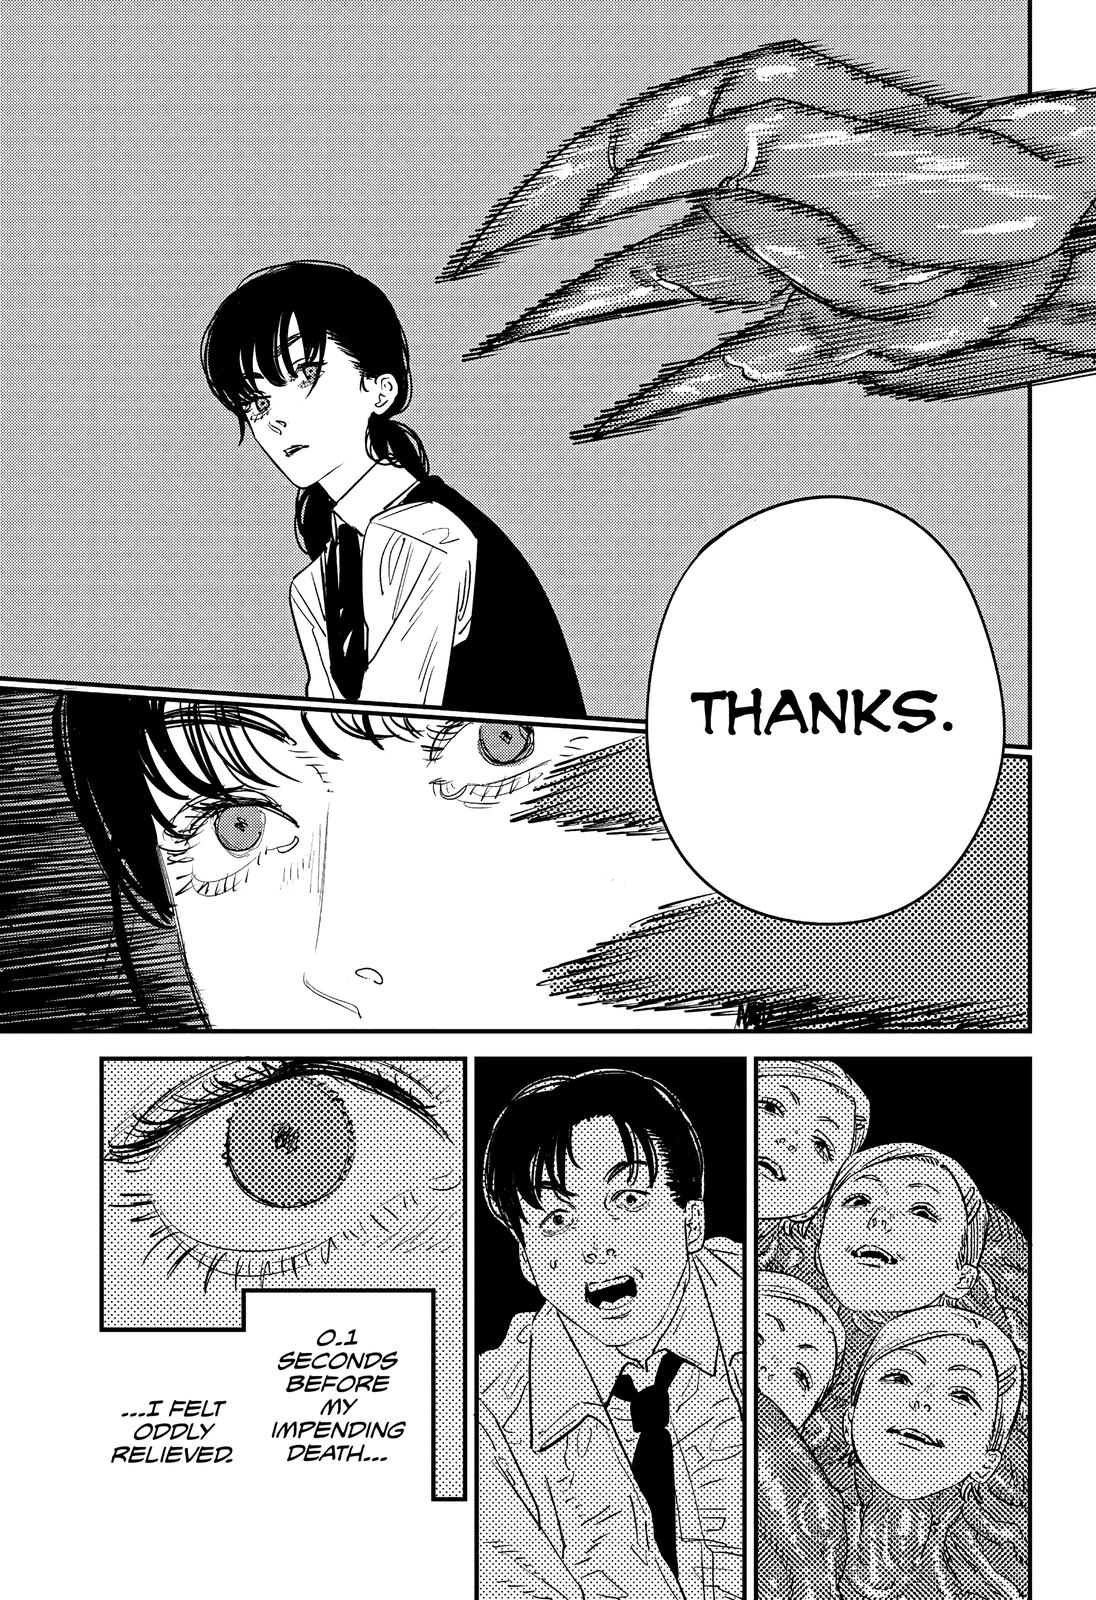 THANKS.
0.1
SECONDS
BEFORE
MY
IMPENDING
DEATH...
...I FELT
ODDLY
RELIEVED.